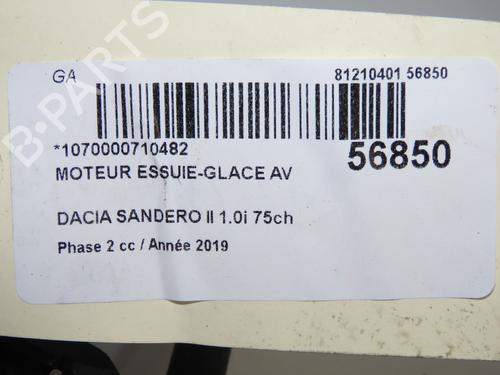 GA 81210401 56850
*1070000710482 56850
MOTEUR ESSUIE-GLACE AV
DACIA SANDERO II 1.0i 75ch
Phase 2 cc / Année 2019
B-PARTS